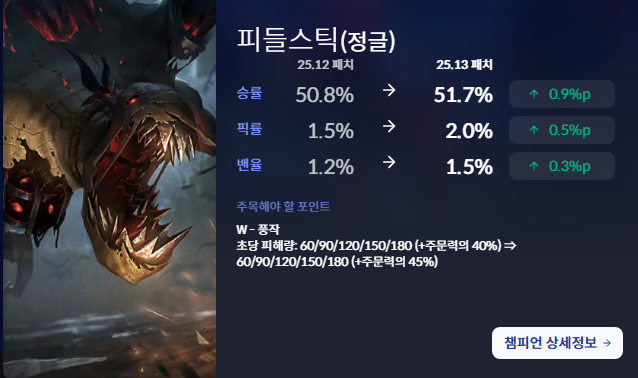 피들스틱(정글)
25.12 패치 25.13 패치
승률 50.8% → 51.7% ↑ 0.9%p
픽률 1.5% → 2.0% ↑ 0.5%p
밴율 1.2% → 1.5% ↑ 0.3%p
주목해야 할 포인트
W - 풍작
초당 피해량: 60/90/120/150/180 (+주문력의 40%) ⇒
60/90/120/150/180 (+주문력의 45%)
챔피언 상세정보 →